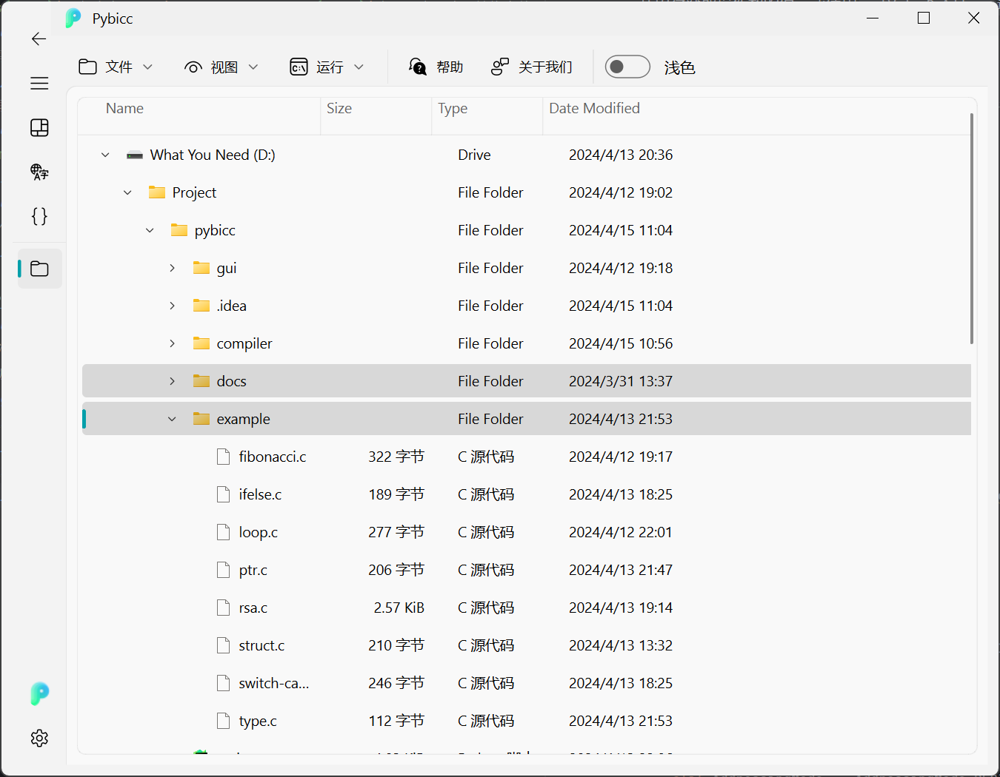 Pybicc
文件 视图 运行 帮助 关于我们 浅色
Name Size Type Date Modified
What You Need (D:) Drive 2024/4/13 20:36
Project File Folder 2024/4/12 19:02
pybicc File Folder 2024/4/15 11:04
gui File Folder 2024/4/12 19:18
.idea File Folder 2024/4/15 11:04
compiler File Folder 2024/4/15 10:56
docs File Folder 2024/3/31 13:37
example File Folder 2024/4/13 21:53
fibonacci.c 322 字节 C 源代码 2024/4/12 19:17
ifelse.c 189 字节 C 源代码 2024/4/13 18:25
loop.c 277 字节 C 源代码 2024/4/12 22:01
ptr.c 206 字节 C 源代码 2024/4/13 21:47
rsa.c 2.57 KiB C 源代码 2024/4/13 19:14
struct.c 210 字节 C 源代码 2024/4/13 13:32
switch-ca... 246 字节 C 源代码 2024/4/13 18:25
type.c 112 字节 C 源代码 2024/4/13 21:53